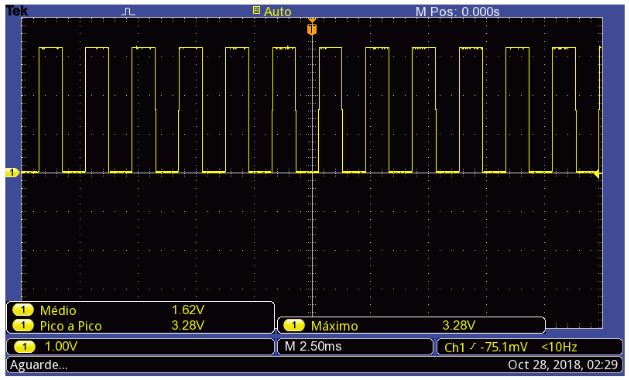 Tek Auto M Pos: 0.000s
T
1
1 Médio 1.62V
1 Pico a Pico 3.28V
1 Máximo 3.28V
1 1.00V M 2.50ms Ch1 -75.1mV <10Hz
Aguarde... Oct 28, 2018, 02:29